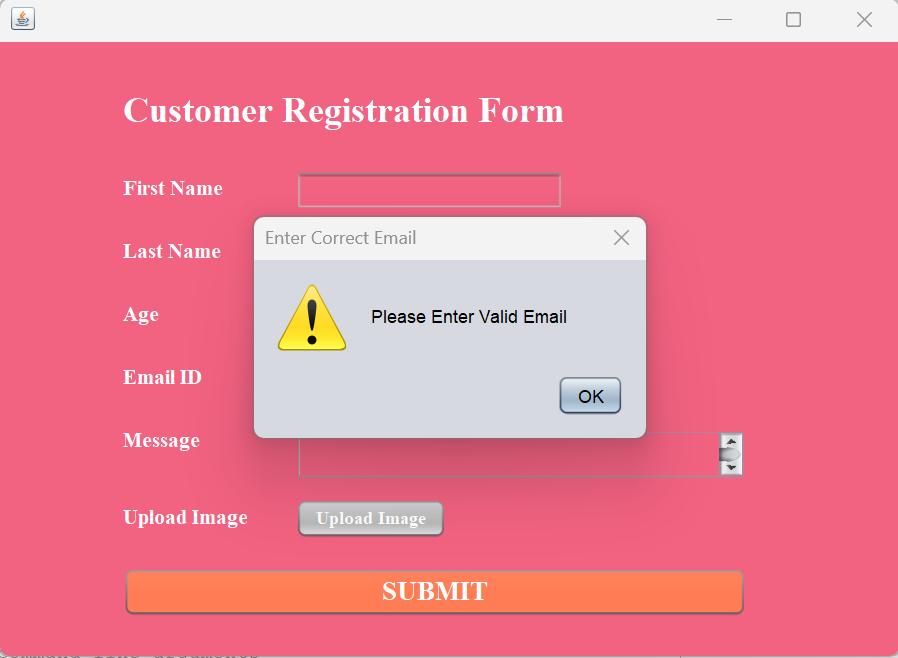 Customer Registration Form
First Name
Enter Correct Email
Last Name
Please Enter Valid Email
Age
Email ID
OK
Message
Upload Image
Upload Image
SUBMIT